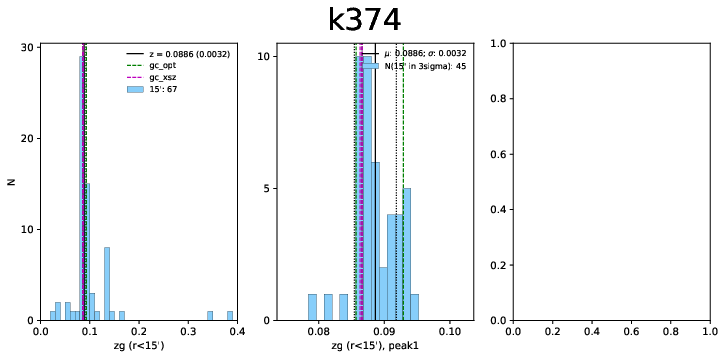 k374
z = 0.0886 (0.0032)
gc_opt
gc_xsz
15': 67
30
20
10
0
N
0.0 0.1 0.2 0.3 0.4
zg (r<15')
μ: 0.0886; σ: 0.0032
N(15' in 3sigma): 45
10
5
0
0.08 0.09 0.10
zg (r<15'), peak1
1.0
0.8
0.6
0.4
0.2
0.0
0.0 0.2 0.4 0.6 0.8 1.0